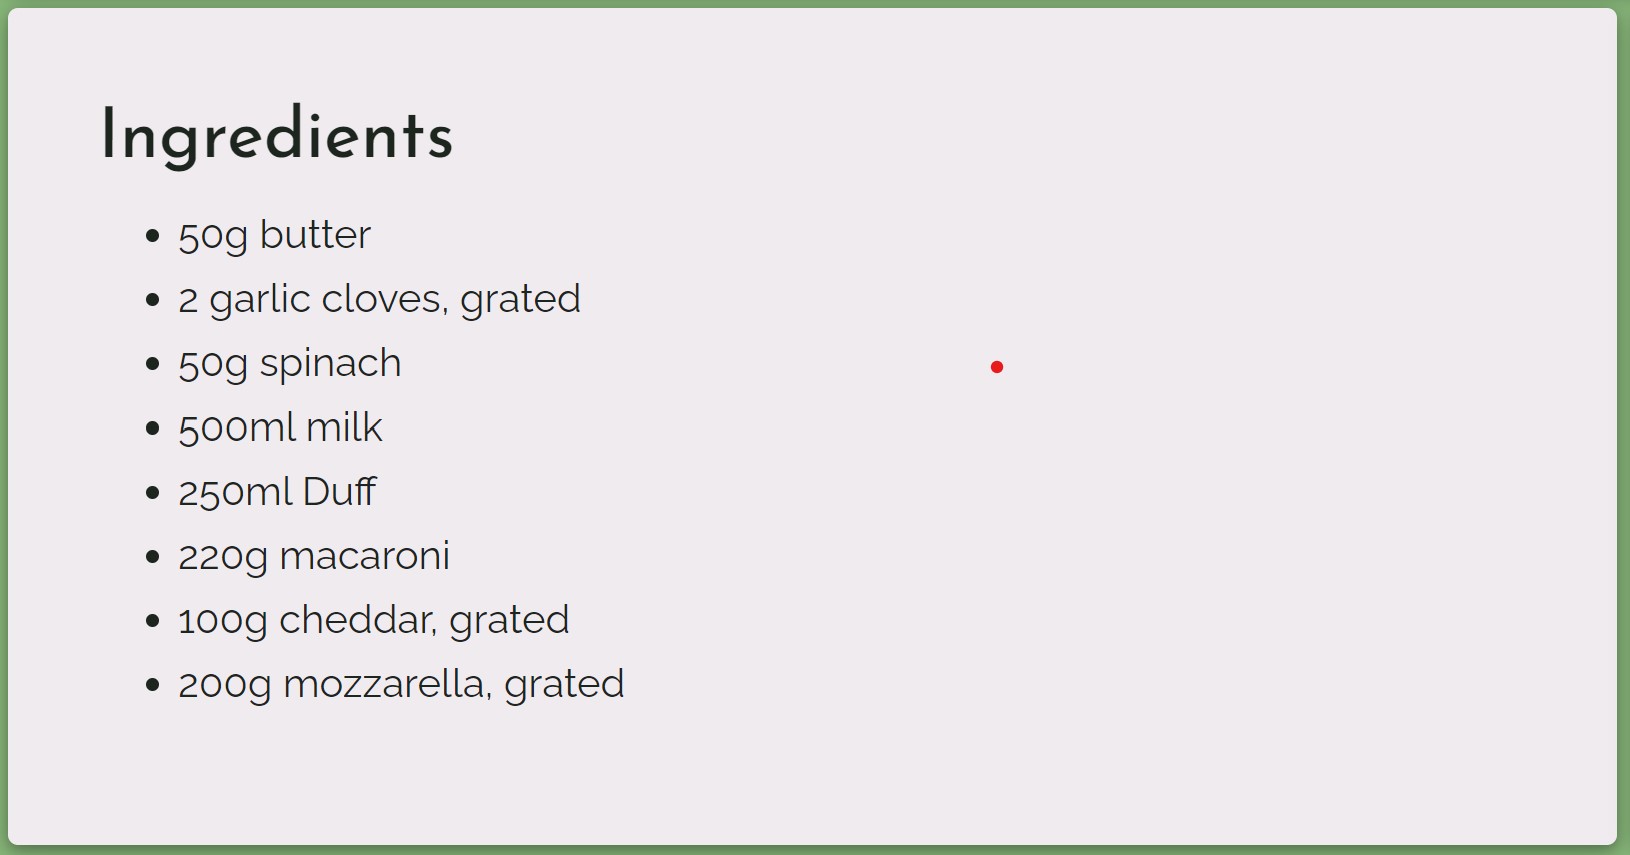 Ingredients
50g butter
2 garlic cloves, grated
50g spinach
500ml milk
250ml Duff
220g macaroni
100g cheddar, grated
200g mozzarella, grated